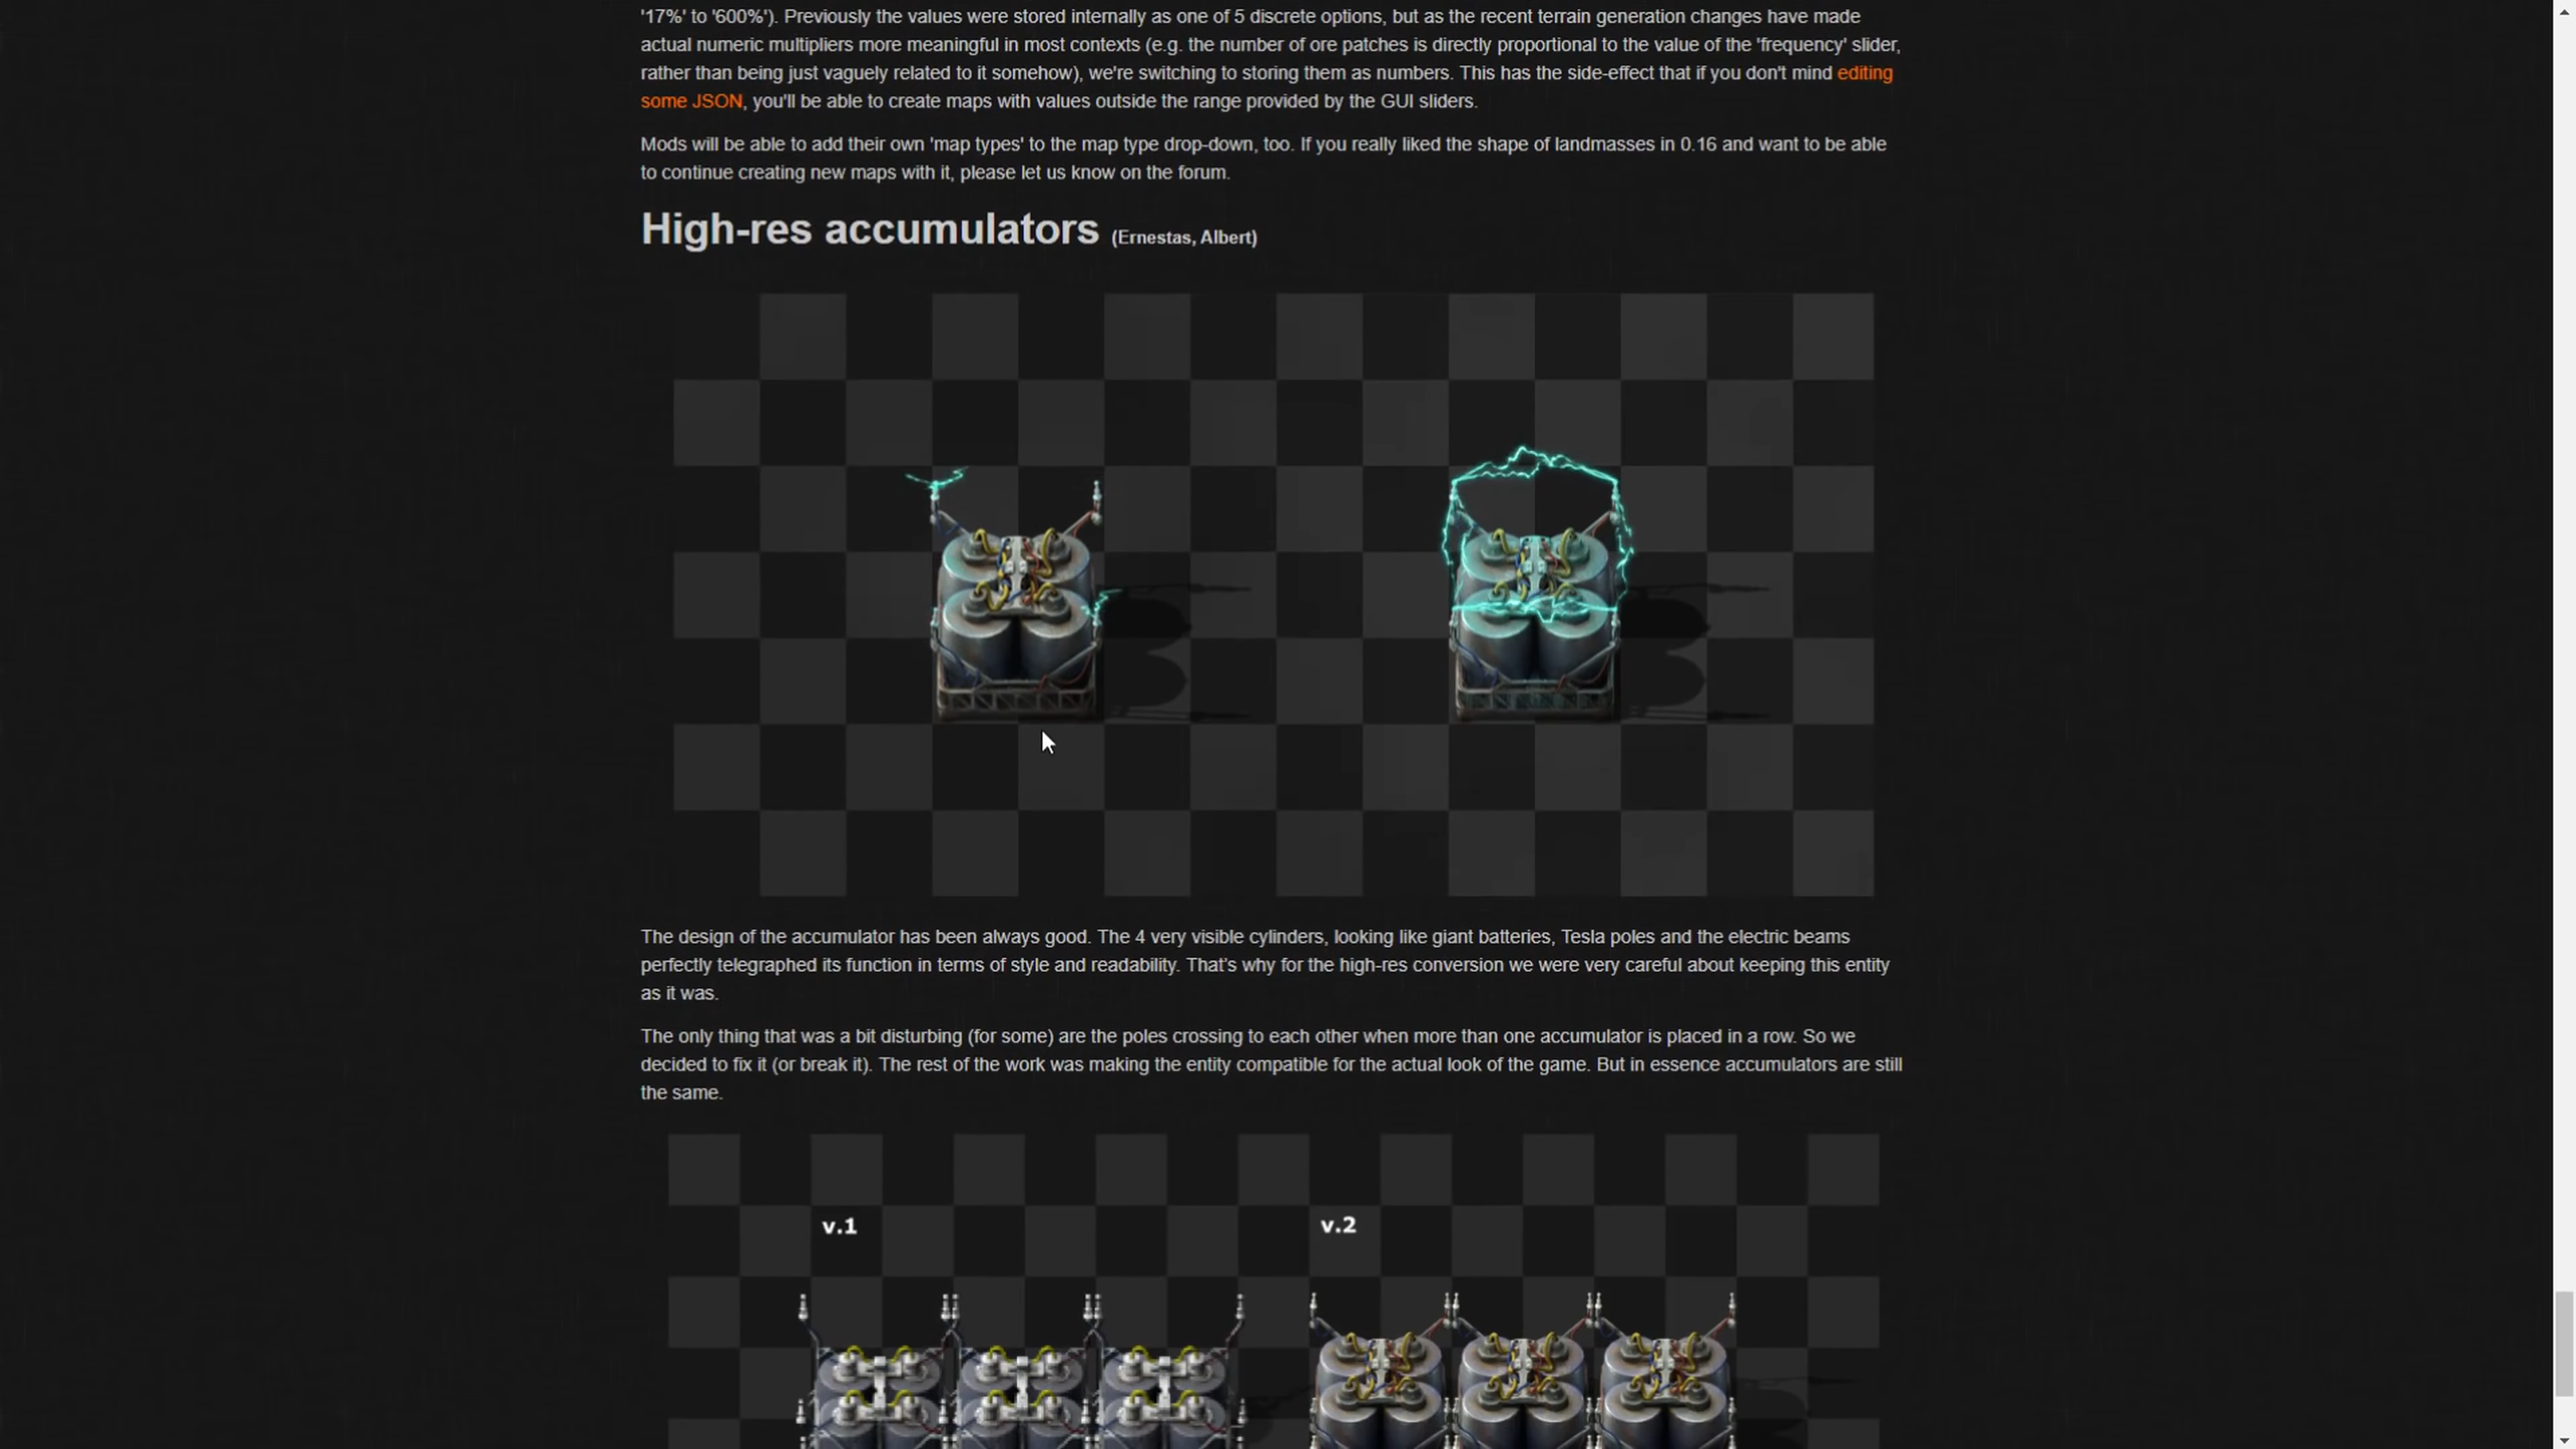 '17%' to '600%'). Previously the values were stored internally as one of 5 discrete options, but as the recent terrain generation changes have made
actual numeric multipliers more meaningful in most contexts (e.g. the number of ore patches is directly proportional to the value of the 'frequency' slider,
rather than being just vaguely related to it somehow), we're switching to storing them as numbers. This has the side-effect that if you don't mind editing
some JSON, you'll be able to create maps with values outside the range provided by the GUI sliders.
Mods will be able to add their own 'map types' to the map type drop-down, too. If you really liked the shape of landmasses in 0.16 and want to be able
to continue creating new maps with it, please let us know on the forum.
High-res accumulators (Ernestas, Albert)
The design of the accumulator has been always good. The 4 very visible cylinders, looking like giant batteries, Tesla poles and the electric beams
perfectly telegraphed its function in terms of style and readability. That's why for the high-res conversion we were very careful about keeping this entity
as it was.
The only thing that was a bit disturbing (for some) are the poles crossing to each other when more than one accumulator is placed in a row. So we
decided to fix it (or break it). The rest of the work was making the entity compatible for the actual look of the game. But in essence accumulators are still
the same.
v.1 v.2